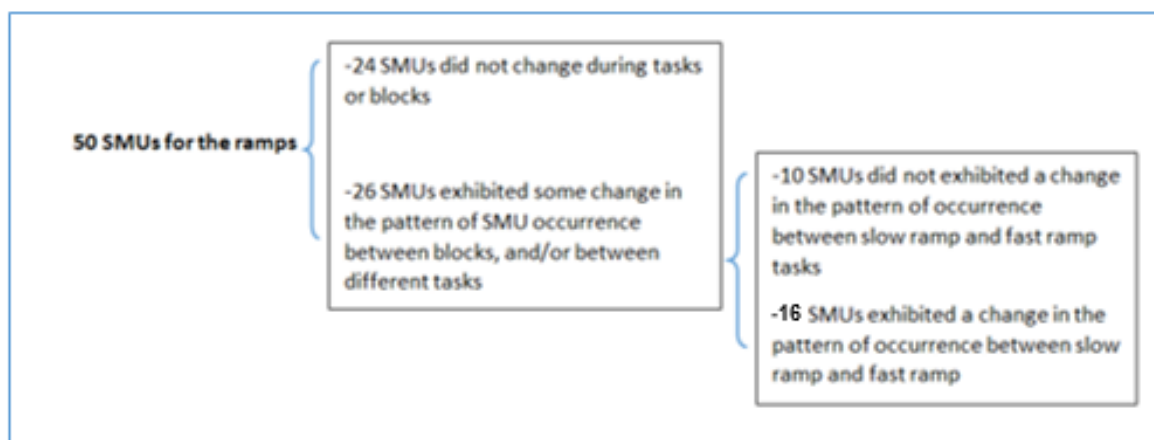 50 SMUs for the ramps
-24 SMUs did not change during tasks
or blocks
-26 SMUs exhibited some change in
the pattern of SMU occurrence
between blocks, and/or between
different tasks
-10 SMUs did not exhibited a change
in the pattern of occurrence
between slow ramp and fast ramp
tasks
-16 SMUs exhibited a change in the
pattern of occurrence between slow
ramp and fast ramp